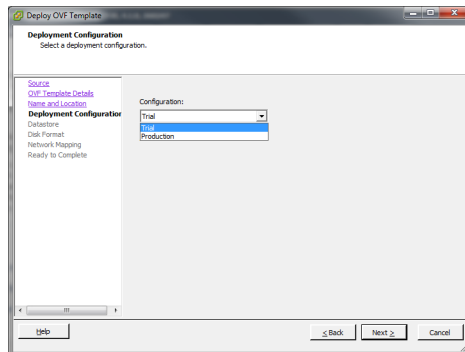 Deploy OVF Template
Deployment Configuration
Select a deployment configuration.
Source
OVF Template Details
Name and Location
Deployment Configuration
Datastore
Disk Format
Network Mapping
Ready to Complete
Configuration:
Trial
Trial
Production
Help
< Back
Next >
Cancel